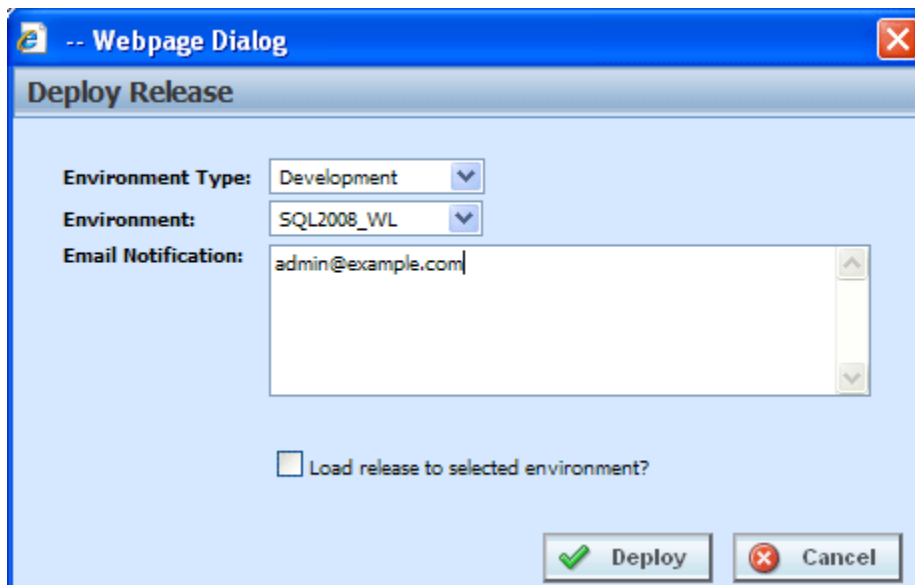 -- Webpage Dialog
Deploy Release
Environment Type: Development
Environment: SQL2008_WL
Email Notification: admin@example.com
Load release to selected environment?
Deploy Cancel